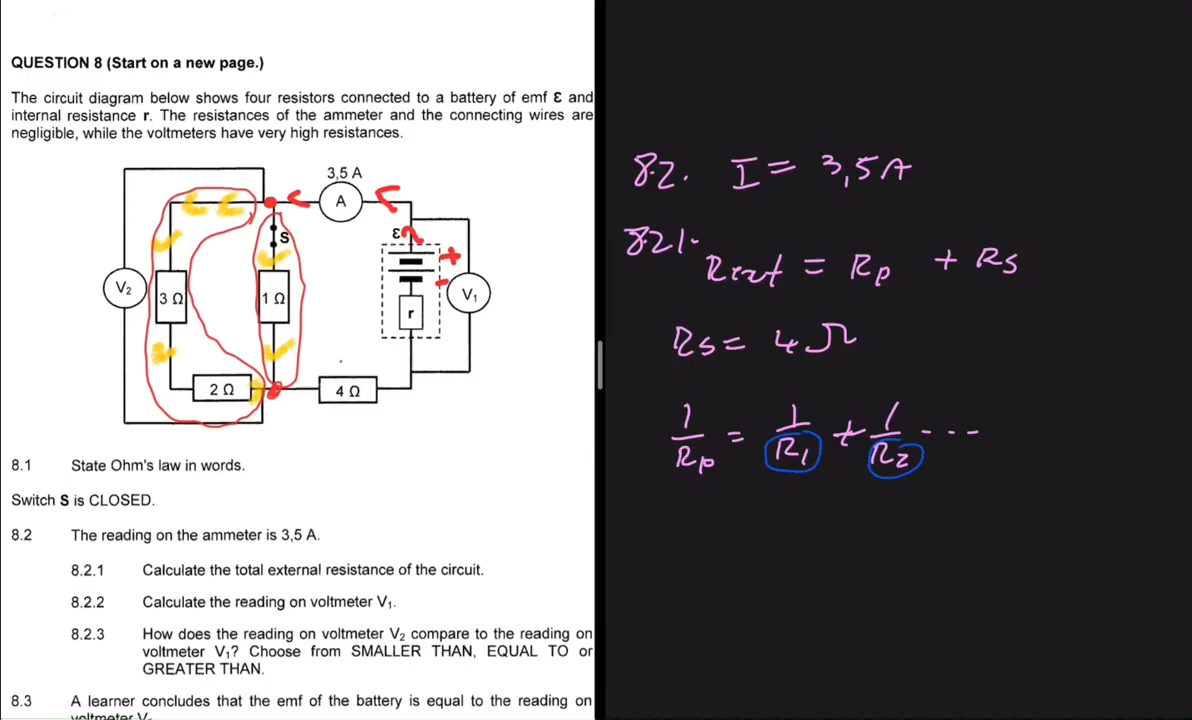 QUESTION 8 (Start on a new page.)
The circuit diagram below shows four resistors connected to a battery of emf Ɛ and
internal resistance r. The resistances of the ammeter and the connecting wires are
negligible, while the voltmeters have very high resistances.
3,5 A
A
S
Ɛ
+
-
V₂
3 Ω
1 Ω
r
V₁
2 Ω
4 Ω
8.1 State Ohm's law in words.
Switch S is CLOSED.
8.2 The reading on the ammeter is 3,5 A.
8.2.1 Calculate the total external resistance of the circuit.
8.2.2 Calculate the reading on voltmeter V₁.
8.2.3 How does the reading on voltmeter V₂ compare to the reading on
voltmeter V₁? Choose from SMALLER THAN, EQUAL TO or
GREATER THAN.
8.3 A learner concludes that the emf of the battery is equal to the reading on
voltmeter V
8.2. I = 3,5A
8.2.1.
Rext = Rp + Rs
Rs = 4Ω
1/Rp = 1/R1 + 1/R2 ---